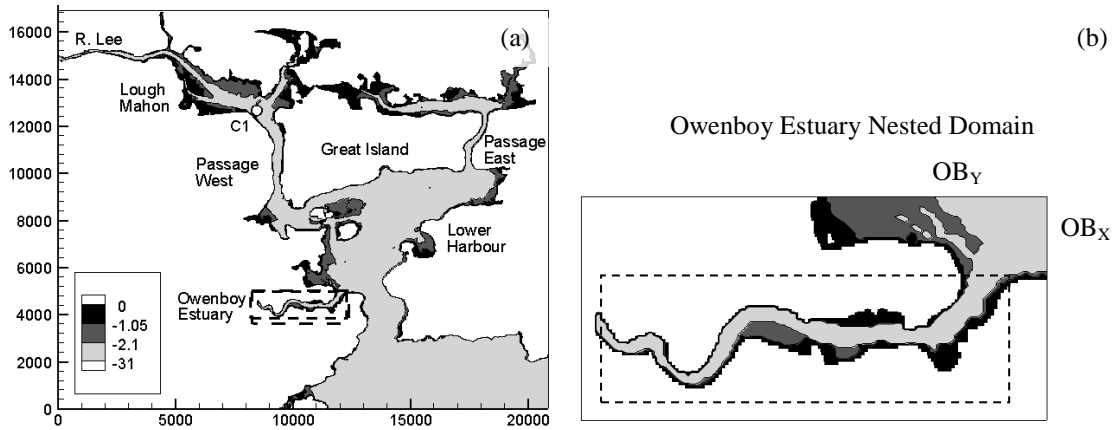 (a)
(b)
16000
14000
12000
10000
8000
6000
4000
2000
0
R. Lee
Lough
Mahon
C1
Passage
West
Great Island
Passage
East
Lower
Harbour
Owenboy
Estuary
0
-1.05
-2.1
-31
0
5000
10000
15000
20000
Owenboy Estuary Nested Domain
OBY
OBX